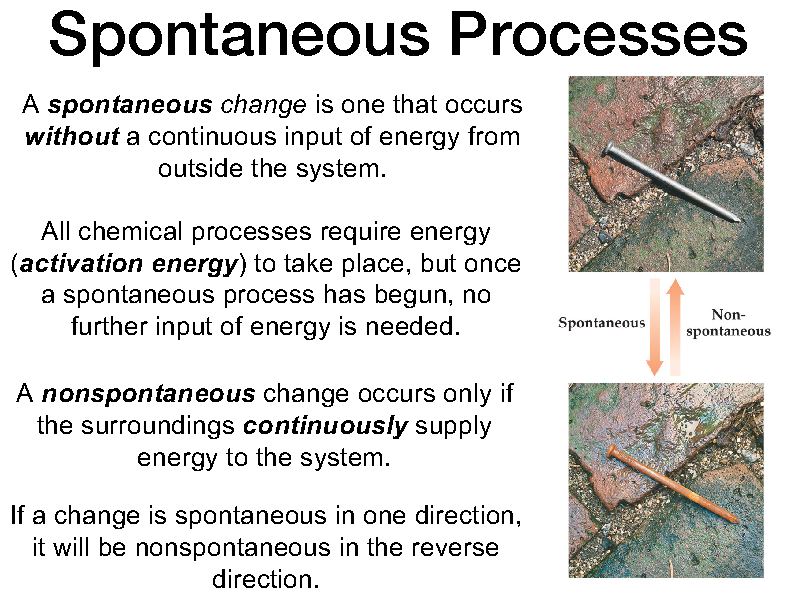 Spontaneous Processes
A spontaneous change is one that occurs
without a continuous input of energy from
outside the system.
All chemical processes require energy
(activation energy) to take place, but once
a spontaneous process has begun, no
further input of energy is needed.
A nonspontaneous change occurs only if
the surroundings continuously supply
energy to the system.
If a change is spontaneous in one direction,
it will be nonspontaneous in the reverse
direction.
Spontaneous
Non-
spontaneous